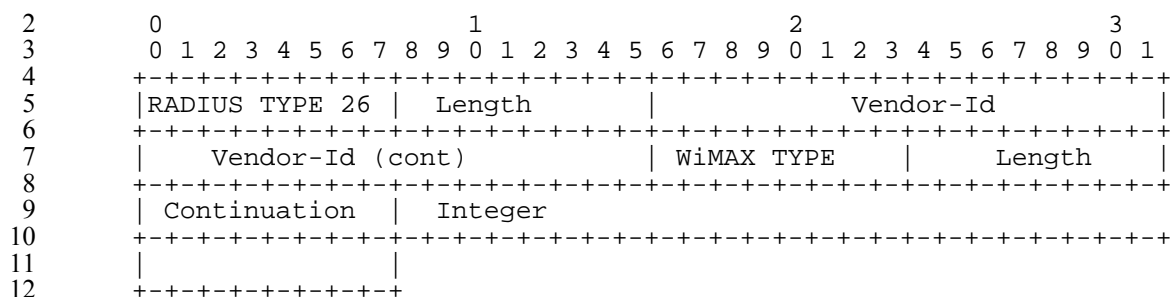 2 0                   1                   2                   3
3 0 1 2 3 4 5 6 7 8 9 0 1 2 3 4 5 6 7 8 9 0 1 2 3 4 5 6 7 8 9 0 1
4 +-+-+-+-+-+-+-+-+-+-+-+-+-+-+-+-+-+-+-+-+-+-+-+-+-+-+-+-+-+-+-+-+
5 |RADIUS TYPE 26 |  Length       |            Vendor-Id          |
6 +-+-+-+-+-+-+-+-+-+-+-+-+-+-+-+-+-+-+-+-+-+-+-+-+-+-+-+-+-+-+-+-+
7 |    Vendor-Id (cont)           | WiMAX TYPE    |     Length    |
8 +-+-+-+-+-+-+-+-+-+-+-+-+-+-+-+-+-+-+-+-+-+-+-+-+-+-+-+-+-+-+-+-+
9 | Continuation  |  Integer
10 +-+-+-+-+-+-+-+-+-+-+-+-+-+-+-+-+-+-+-+-+-+-+-+-+-+-+-+-+-+-+-+-+
11 |               |
12 +-+-+-+-+-+-+-+-+